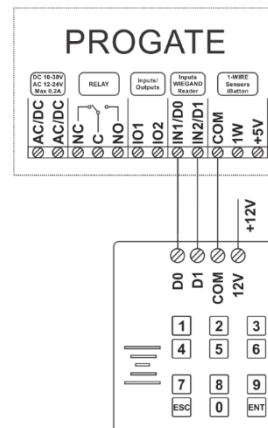 PROGATE
DC 10-30V
AC 12-24V
Max 0.2A
RELAY
Inputs/
Outputs
Inputs
WIEGAND
Reader
1-WIRE
Sensors
iButton
AC/DC
AC/DC
NC
C
NO
IO1
IO2
IN1/D0
IN2/D1
COM
1W
+5V
+12V
D0
D1
COM
12V
1 2 3
4 5 6
7 8 9
ESC 0 ENT